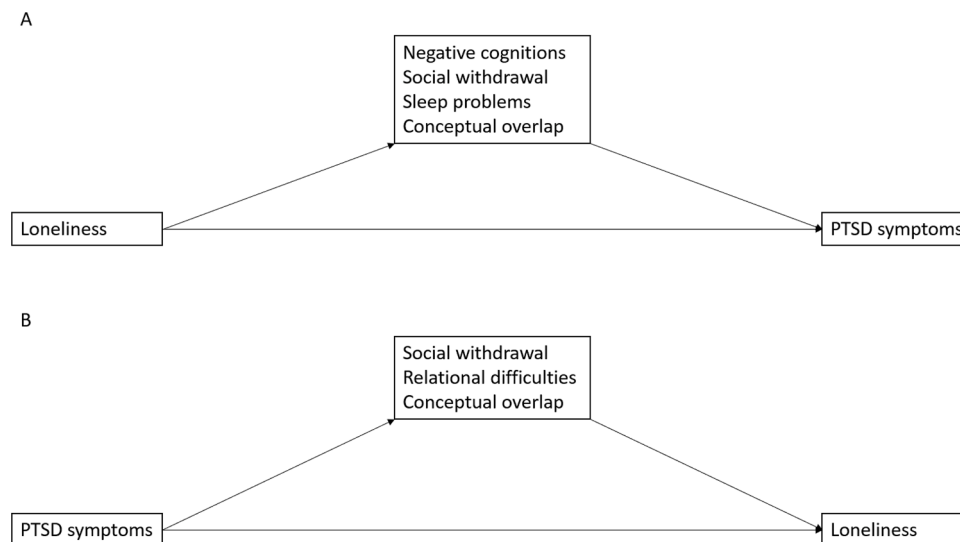 A
Negative cognitions
Social withdrawal
Sleep problems
Conceptual overlap
Loneliness
PTSD symptoms
B
Social withdrawal
Relational difficulties
Conceptual overlap
PTSD symptoms
Loneliness